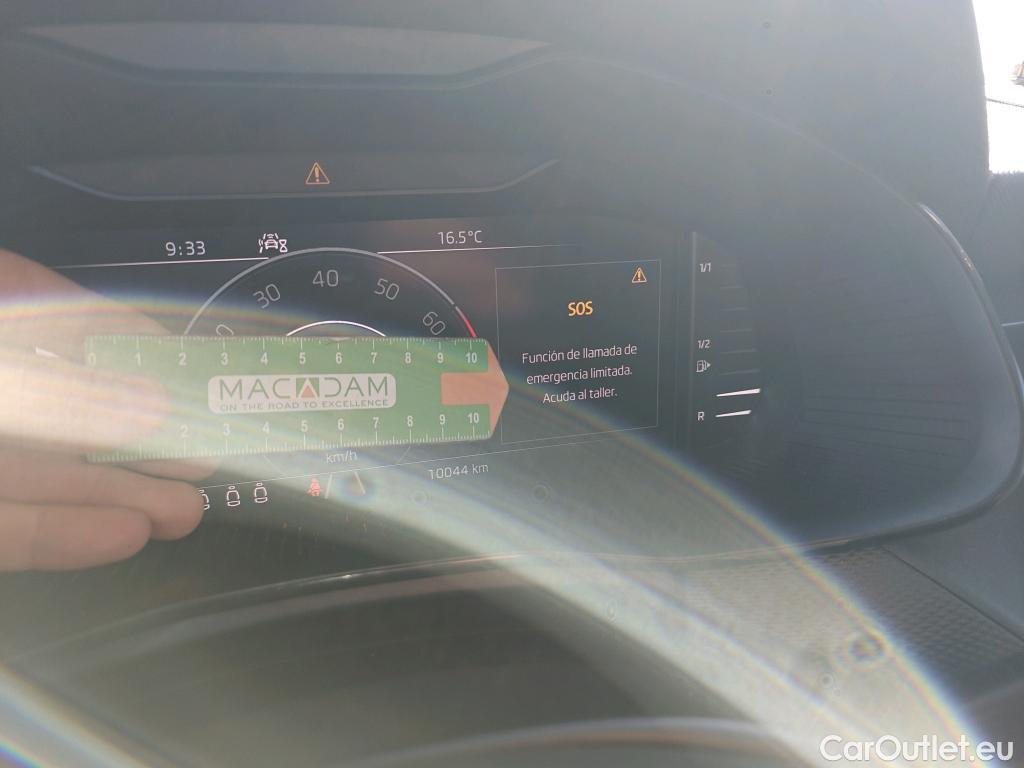 9:33
16.5°C
30
40
50
60
0
0 1 2 3 4 5 6 7 8 9 10
MACADAM
ON THE ROAD TO EXCELLENCE
2 3 4 5 6 7 8 9 10
SOS
Función de llamada de
emergencia limitada.
Acuda al taller.
1/1
1/2
R
km/h
10044 km
CarOutlet.eu